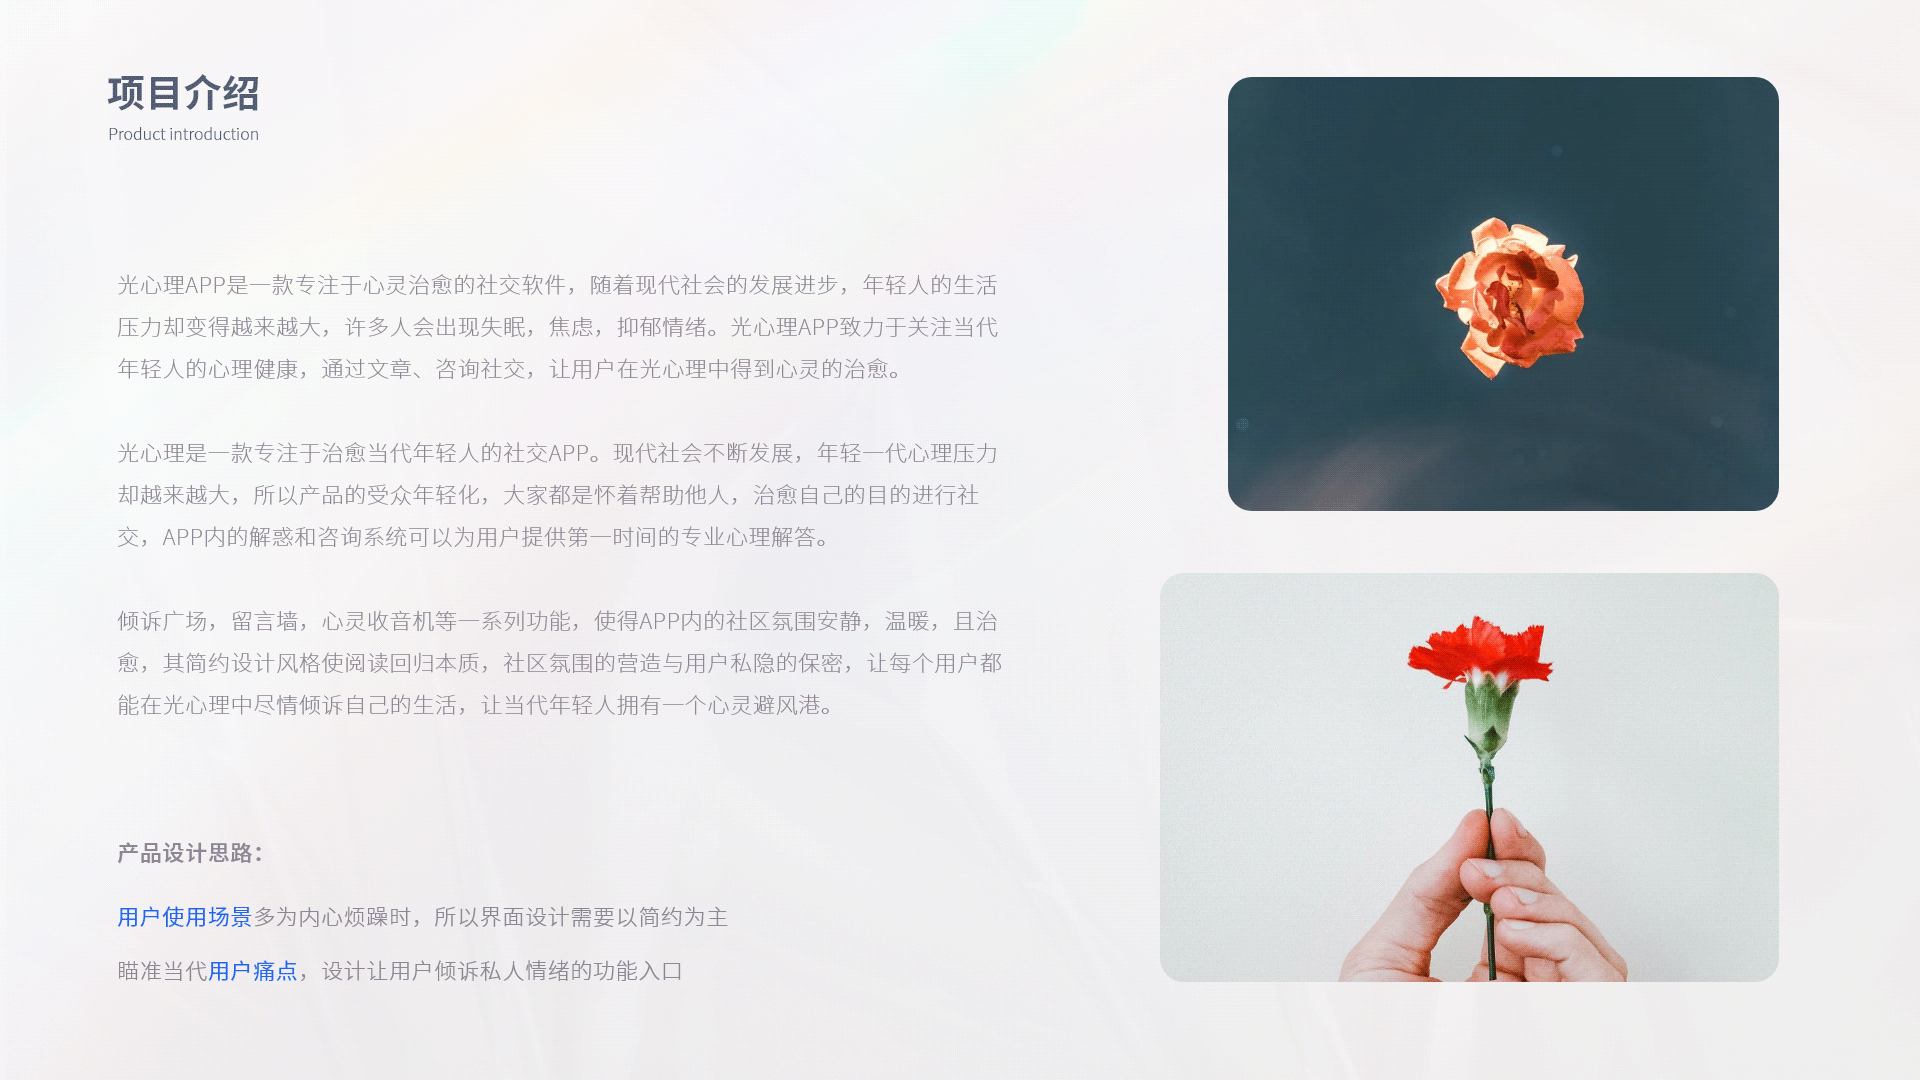 项目介绍
Product introduction
光心理APP是一款专注于心灵治愈的社交软件，随着现代社会的发展进步，年轻人的生活
压力却变得越来越大，许多人会出现失眠，焦虑，抑郁情绪。光心理APP致力于关注当代
年轻人的心理健康，通过文章、咨询社交，让用户在光心理中得到心灵的治愈。
光心理是一款专注于治愈当代年轻人的社交APP。现代社会不断发展，年轻一代心理压力
却越来越大，所以产品的受众年轻化，大家都是怀着帮助他人，治愈自己的目的进行社
交，APP内的解惑和咨询系统可以为用户提供第一时间的专业心理解答。
倾诉广场，留言墙，心灵收音机等一系列功能，使得APP内的社区氛围安静，温暖，且治
愈，其简约设计风格使阅读回归本质，社区氛围的营造与用户私隐的保密，让每个用户都
能在光心理中尽情倾诉自己的生活，让当代年轻人拥有一个心灵避风港。
产品设计思路：
用户使用场景多为内心烦躁时，所以界面设计需要以简约为主
瞄准当代用户痛点，设计让用户倾诉私人情绪的功能入口